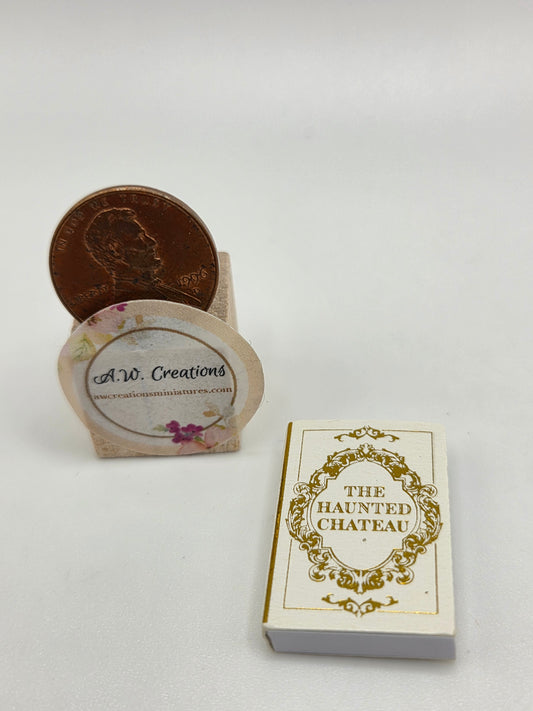 IN GOD WE TRUST
A.W. Creations
awcreationsminiatures.com
THE
HAUNTED
CHATEAU